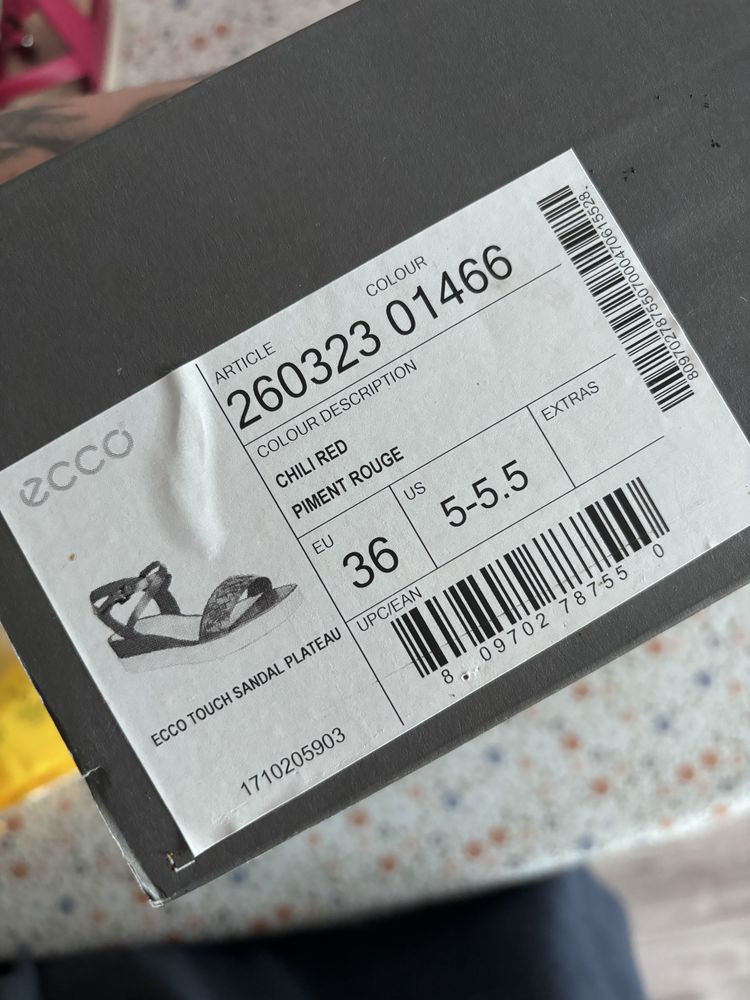 ecco
ECCO TOUCH SANDAL PLATEAU
1710205903
ARTICLE COLOUR
260323 01466
COLOUR DESCRIPTION
CHILI RED
PIMENT ROUGE
EU
36
US
5-5.5
EXTRAS
UPC/EAN
8 09702 78755 0